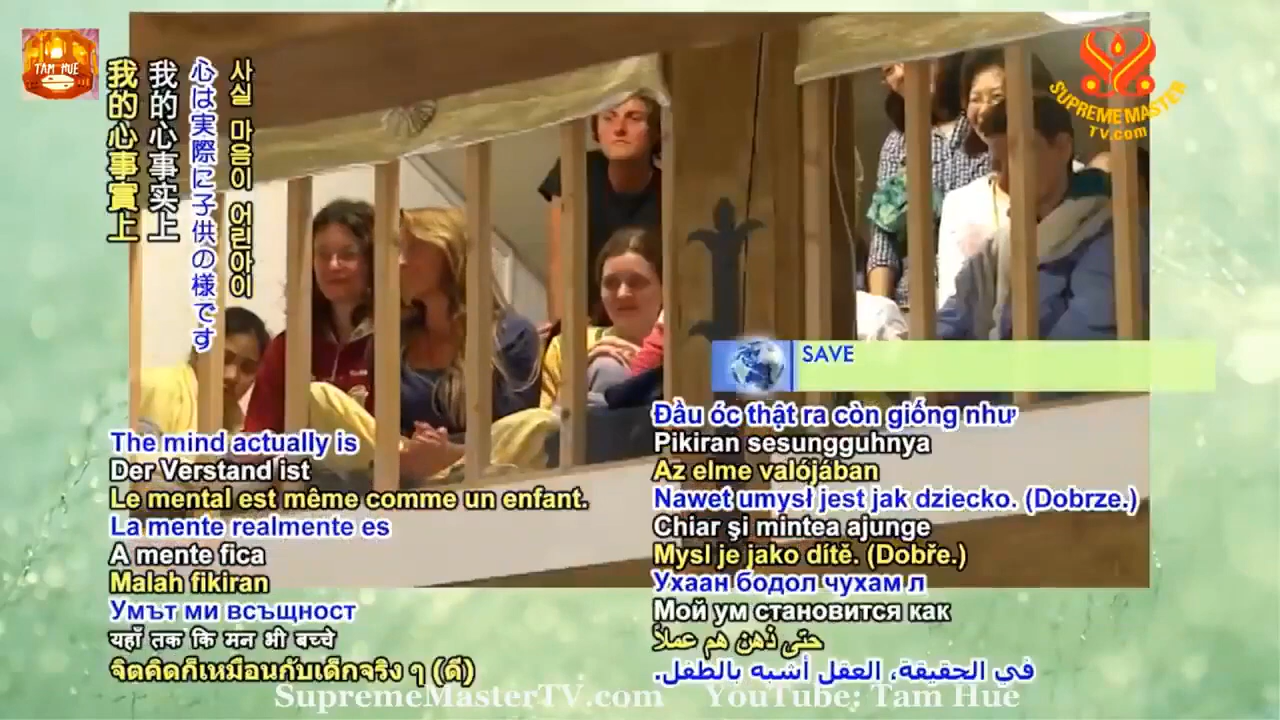 TAM HUE
我的心事實上
我的心事实上
心は実際に子供の様です
사실 마음이 어린아이
SUPREME MASTER
TV.com
SAVE
The mind actually is
Der Verstand ist
Le mental est même comme un enfant.
La mente realmente es
A mente fica
Malah fikiran
Умът ми всъщност
यहाँ तक कि मन भी बच्चे
จิตคิดก็เหมือนกับเด็กจริง ๆ (ดี)
Đầu óc thật ra còn giống như
Pikiran sesungguhnya
Az elme valójában
Nawet umysł jest jak dziecko. (Dobrze.)
Chiar şi mintea ajunge
Mysl je jako dítě. (Dobře.)
Ухаан бодол чухам л
Мой ум становится как
حتى ذهن هم عملاً
في الحقيقة، العقل أشبه بالطفل.
SupremeMasterTV.com YouTube: Tam Hue